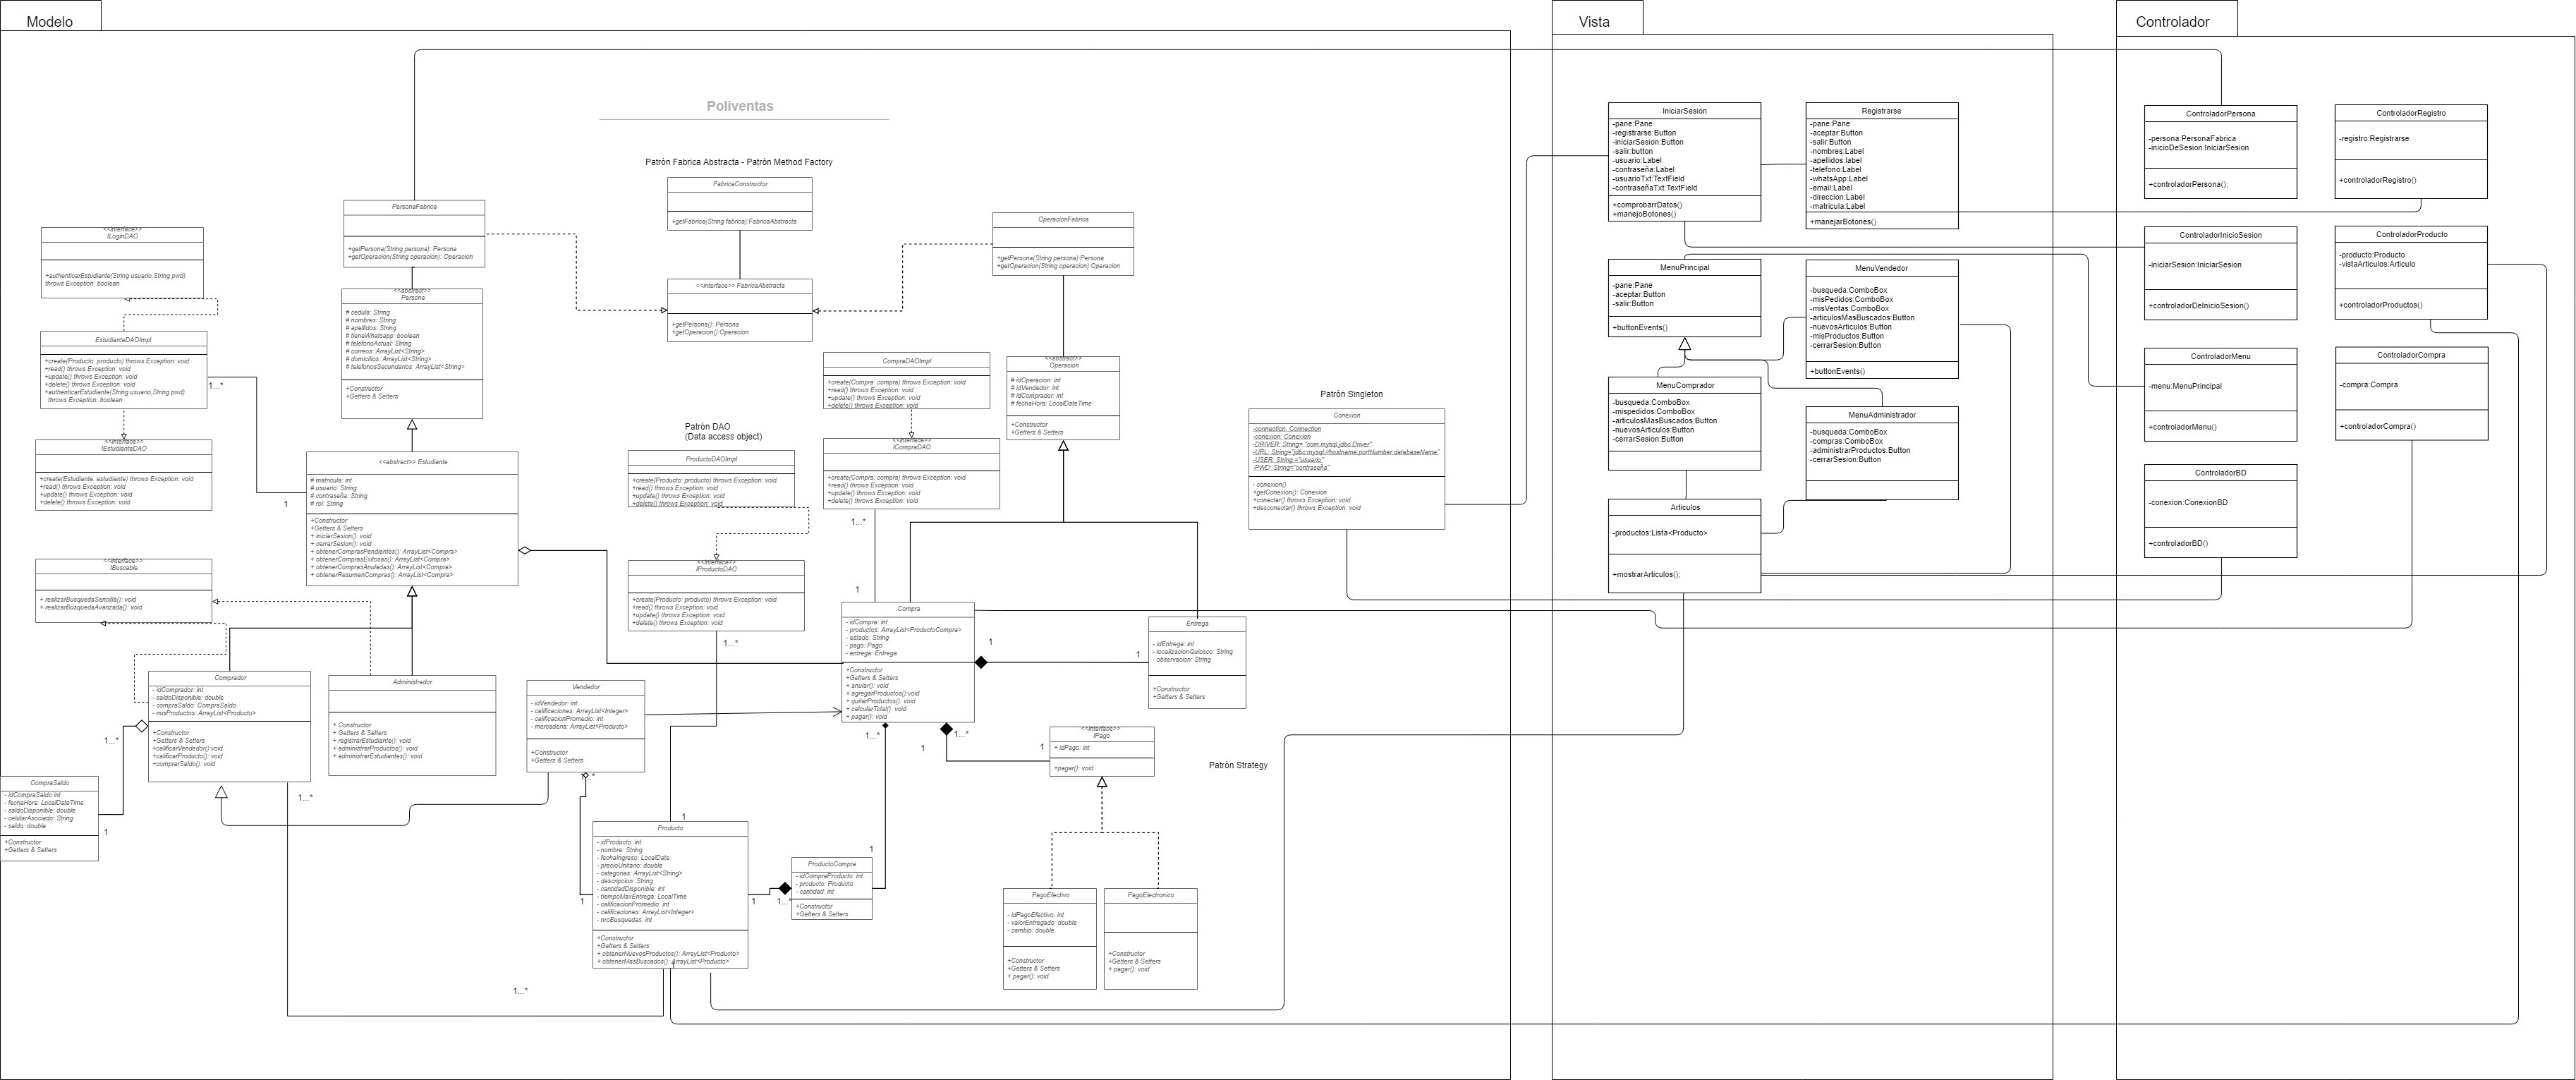 Modelo
Vista
Controlador
Poliventas
Patrón Fabrica Abstracta - Patrón Method Factory
FabricaConstructor
+getFabrica(String fabrica):FabricaAbstracta
PersonaFabrica
+getPersona(String persona): Persona
+getOperacion(String operacion): Operacion
OperacionFabrica
+getPersona(String persona):Persona
+getOperacion(String operacion):Operacion
<<interface>> FabricaAbstracta
+getPersona(): Persona
+getOperacion():Operacion
<<interface>>
ILoginDAO
+authenticarEstudiante(String usuario,String pwd)
throws Exception: boolean
<<abstract>>
Persona
# cedula: String
# nombres: String
# apellidos: String
# tieneWhatsapp: boolean
# telefonoActual: String
# correos: ArrayList<String>
# domicilios: ArrayList<String>
# telefonosSecundarios: ArrayList<String>
+Constructor
+Getters & Setters
EstudianteDAOImpl
+create(Producto: producto) throws Exception: void
+read() throws Exception: void
+update() throws Exception: void
+delete() throws Exception: void
+authenticarEstudiante(String usuario,String pwd)
throws Exception: boolean
1...*
1
<<interface>>
IEstudianteDAO
+create(Estudiante: estudiante) throws Exception: void
+read() throws Exception: void
+update() throws Exception: void
+delete() throws Exception: void
<<abstract>> Estudiante
# matricula: int
# usuario: String
# contraseña: String
# rol: String
+Constructor
+Getters & Setters
+ iniciarSesion(): void
+ cerrarSesion(): void
+ obtenerComprasPendientes(): ArrayList<Compra>
+ obtenerComprasExitosas(): ArrayList<Compra>
+ obtenerComprasAnuladas(): ArrayList<Compra>
+ obtenerResumenCompras(): ArrayList<Compra>
<<interface>>
IBuscable
+ realizarBusquedaSencilla(): void
+ realizarBusquedaAvanzada(): void
CompraDAOImpl
+create(Compra: compra) throws Exception: void
+read() throws Exception: void
+update() throws Exception: void
+delete() throws Exception: void
<<interface>>
ICompraDAO
+create(Compra: compra) throws Exception: void
+read() throws Exception: void
+update() throws Exception: void
+delete() throws Exception: void
1...*
1
<<abstract>>
Operacion
# idOperacion: int
# idVendedor: int
# idComprador: int
# fechaHora: LocalDateTime
+Constructor
+Getters & Setters
Patrón DAO
(Data access object)
ProductoDAOImpl
+create(Producto: producto) throws Exception: void
+read() throws Exception: void
+update() throws Exception: void
+delete() throws Exception: void
<<interface>>
IProductoDAO
+create(Producto: producto) throws Exception: void
+read() throws Exception: void
+update() throws Exception: void
+delete() throws Exception: void
1...*
Patrón Singleton
Conexion
-connection: Connection
-conexion: Conexion
-DRIVER: String= "com.mysql.jdbc.Driver"
-URL: String="jdbc:mysql://hostname:portNumber:databaseName"
-USER: String ="usuario"
-PWD: String="contraseña"
- conexion()
+getConexion(): Conexion
+conectar() throws Exception: void
+desconectar() throws Exception: void
Compra
- idCompra: int
- productos: ArrayList<ProductoCompra>
- estado: String
- pago: Pago
- entrega: Entrega
+Constructor
+Getters & Setters
+ anular(): void
+ agregarProductos():void
+ quitarProductos(): void
+ calcularTotal(): void
+ pagar(): void
1
1
Entrega
- idEntrega: int
- localizacionQuiosco: String
- observacion: String
+Constructor
+Getters & Setters
Comprador
- idComprador: int
- saldoDisponible: double
- compraSaldo: CompraSaldo
- misProductos: ArrayList<Producto>
+Constructor
+Getters & Setters
+calificarVendedor():void
+calificarProducto(): void
+comprarSaldo(): void
Administrador
+ Constructor
+ Getters & Setters
+ registrarEstudiante(): void
+ administrarProductos(): void
+ administrarEstudiantes(): void
Vendedor
- idVendedor: int
- calificaciones: ArrayList<Integer>
- calificacionPromedio: int
- mercaderia: ArrayList<Producto>
+Constructor
+Getters & Setters
1...*
1...*
1...*
1...*
1...*
1
1
<<interface>>
IPago
+ idPago: int
+pagar(): void
Patrón Strategy
CompraSaldo
- idCompraSaldo int
- fechaHora: LocalDateTime
- saldoDisponible: double
- celularAsociado: String
- saldo: double
+Constructor
+Getters & Setters
1
1
Producto
- idProducto: int
- nombre: String
- fechaIngreso: LocalDate
- precioUnitario: double
- categorias: ArrayList<String>
- descripcion: String
- cantidadDisponible: int
- tiempoMaxEntrega: LocalTime
- calificacionPromedio: int
- calificaciones: ArrayList<Integer>
- nroBusquedas: int
+Constructor
+Getters & Setters
+ obtenerNuevosProductos(): ArrayList<Producto>
+ obtenerMasBuscados(): ArrayList<Producto>
1
1
1
1...*
1
1...*
ProductoCompra
- idCompraProducto: int
- producto: Producto
- cantidad: int
+Constructor
+Getters & Setters
PagoEfectivo
- idPagoEfectivo: int
- valorEntregado: double
- cambio: double
+Constructor
+Getters & Setters
+ pagar(): void
PagoElectronico
+Constructor
+Getters & Setters
+ pagar(): void
IniciarSesion
-pane:Pane
-registrarse:Button
-iniciarSesion:Button
-salir:button
-usuario:Label
-contraseña:Label
-usuarioTxt:TextField
-contraseñaTxt:TextField
+comprobarrDatos()
+manejoBotones()
Registrarse
-pane:Pane
-aceptar:Button
-salir:Button
-nombres:Label
-apellidos:label
-telefono:Label
-whatsApp:Label
-email:Label
-direccion:Label
-matricula:Label
+manejarBotones()
MenuPrincipal
-pane:Pane
-aceptar:Button
-salir:Button
+buttonEvents()
MenuVendedor
-busqueda:ComboBox
-misPedidos:ComboBox
-misVentas:ComboBox
-articulosMasBuscados:Button
-nuevosArticulos:Button
-misProductos:Button
-cerrarSesion:Button
+buttonEvents()
MenuComprador
-busqueda:ComboBox
-mispedidos:ComboBox
-articulosMasBuscados:Button
-nuevosArticulos:Button
-cerrarSesion:Button
MenuAdministrador
-busqueda:ComboBox
-compras:ComboBox
-administrarProductos:Button
-cerrarSesion:Button
Articulos
-productos:Lista<Producto>
+mostrarArticulos();
ControladorPersona
-persona:PersonaFabrica
-inicioDeSesion:IniciarSesion
+controladorPersona();
ControladorRegistro
-registro:Registrarse
+controladorRegistro()
ControladorInicioSesion
-iniciarSesion:IniciarSesion
+controladorDeInicioSesion()
ControladorProducto
-producto:Producto
-vistaArticulos:Articulo
+controladorProductos()
ControladorMenu
-menu:MenuPrincipal
+controladorMenu()
ControladorCompra
-compra:Compra
+controladorCompra()
ControladorBD
-conexion:ConexionBD
+controladorBD()